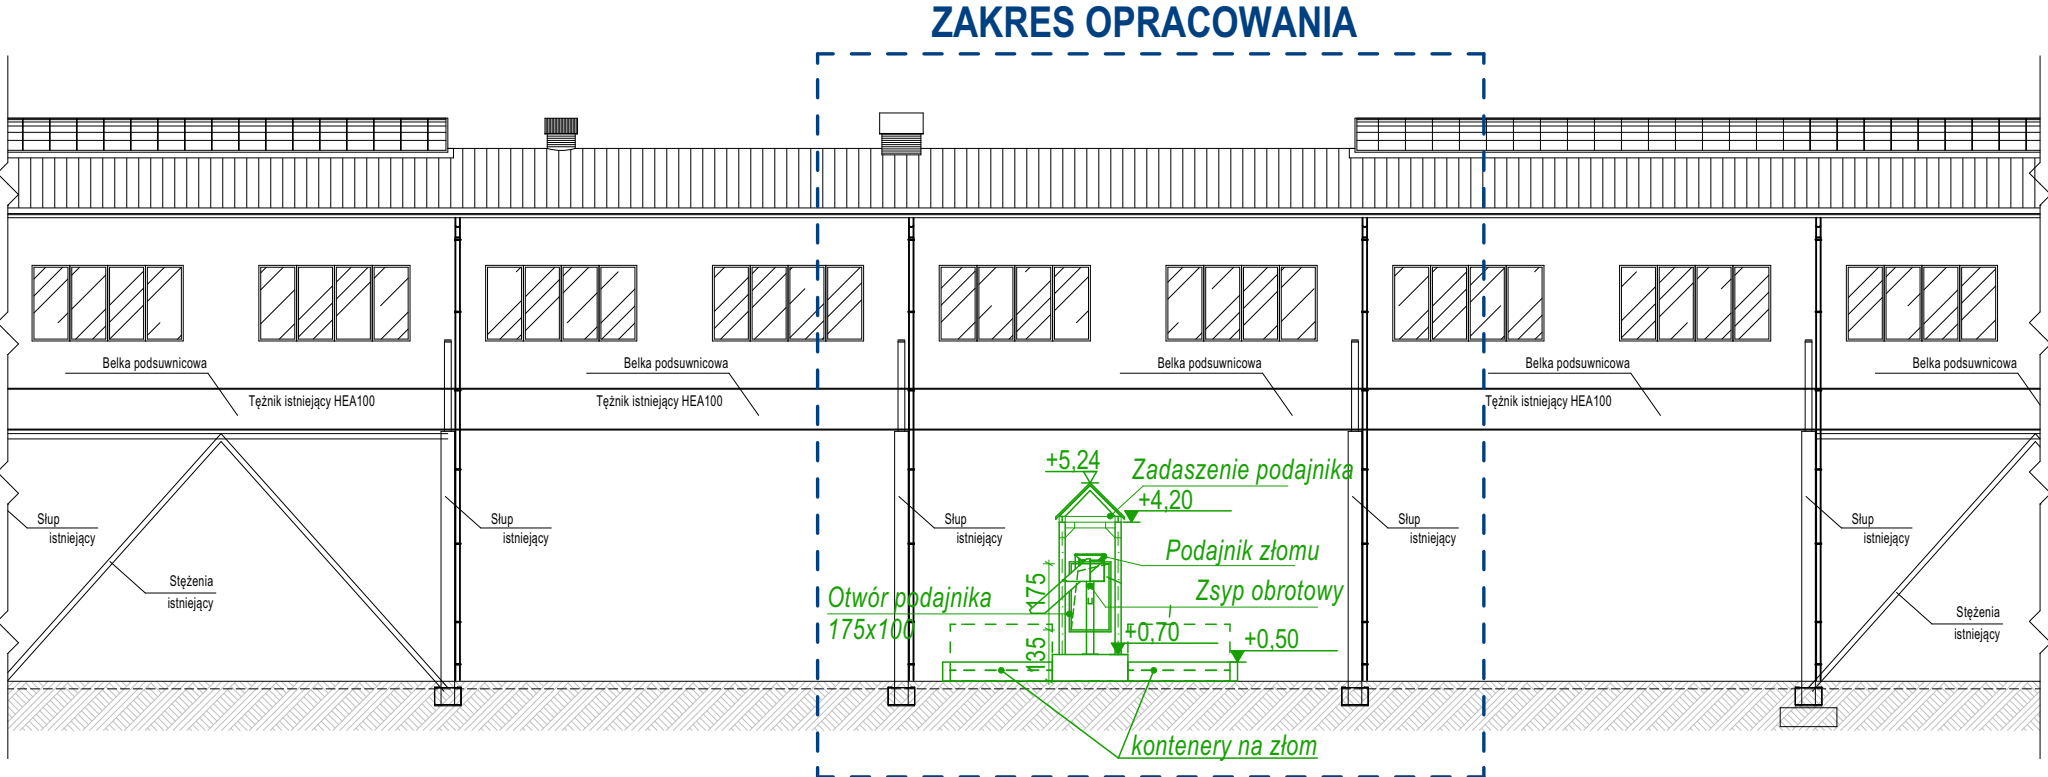 ZAKRES OPRACOWANIA
Belka podsuwnicowa
Belka podsuwnicowa
Belka podsuwnicowa
Belka podsuwnicowa
Belka podsuwnicowa
Tężnik istniejący HEA100
Tężnik istniejący HEA100
Tężnik istniejący HEA100
+5,24
Zadaszenie podajnika
+4,20
Słup
istniejący
Słup
istniejący
Słup
istniejący
Słup
istniejący
Słup
istniejący
Podajnik złomu
Stężenia
istniejący
175
Zsyp obrotowy
Otwór podajnika
175x100
Stężenia
istniejący
135
+0,70
+0,50
kontenery na złom